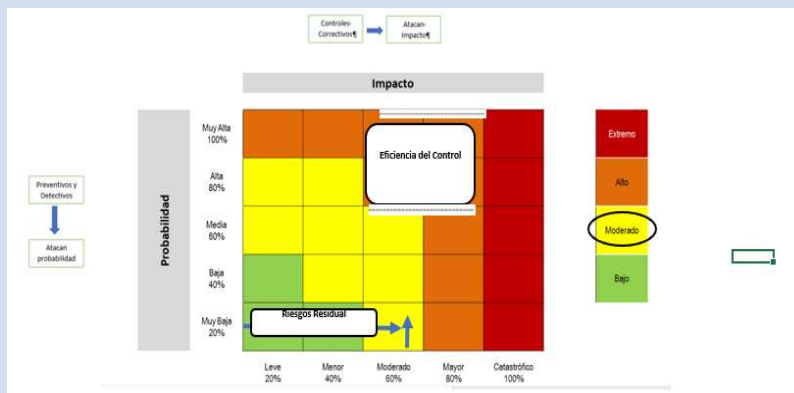 Controles-
Correctivos¶
Atacan-
Impacto¶
Impacto
Probabilidad
Muy Alta
100%
Alta
80%
Media
60%
Baja
40%
Muy Baja
20%
Eficiencia del Control
Riesgos Residual
Leve
20%
Menor
40%
Moderado
60%
Mayor
80%
Catastrófico
100%
Preventivos y
Detectivos
Atacan
probabilidad
Extremo
Alto
Moderado
Bajo